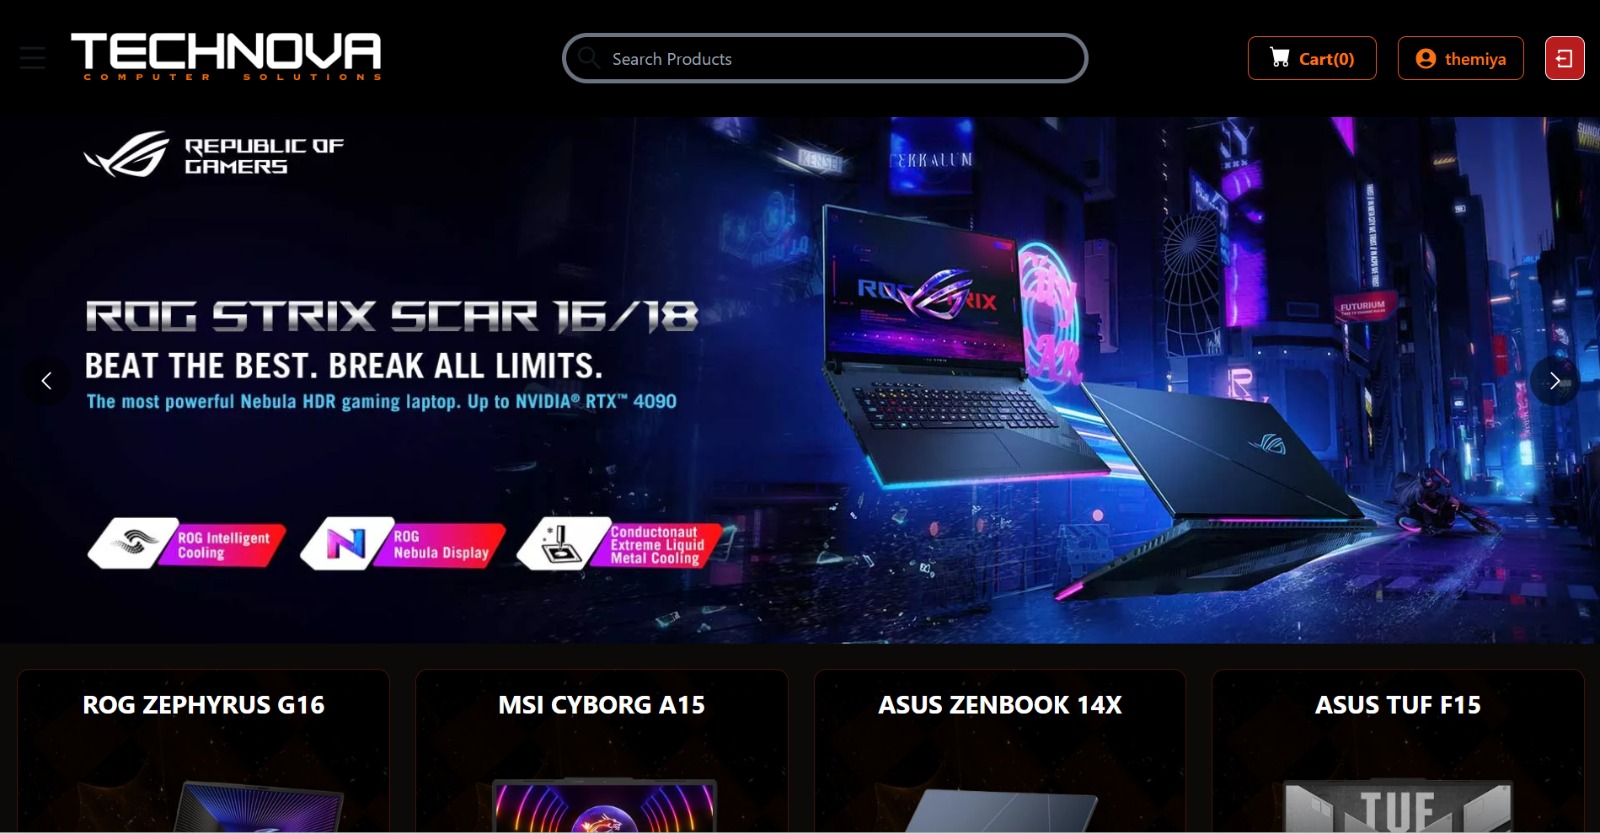 TECHNOVA
COMPUTER SOLUTIONS
Search Products
Cart(0)
themiya
REPUBLIC OF
GAMERS
KENSEI
ROG STRIX SCAR 16/18
BEAT THE BEST. BREAK ALL LIMITS.
The most powerful Nebula HDR gaming laptop. Up to NVIDIA® RTX™ 4090
FUTURIUM
ROG Intelligent
Cooling
ROG
Nebula Display
Conductonaut
Extreme Liquid
Metal Cooling
ROG ZEPHYRUS G16
MSI CYBORG A15
ASUS ZENBOOK 14X
ASUS TUF F15
TUF